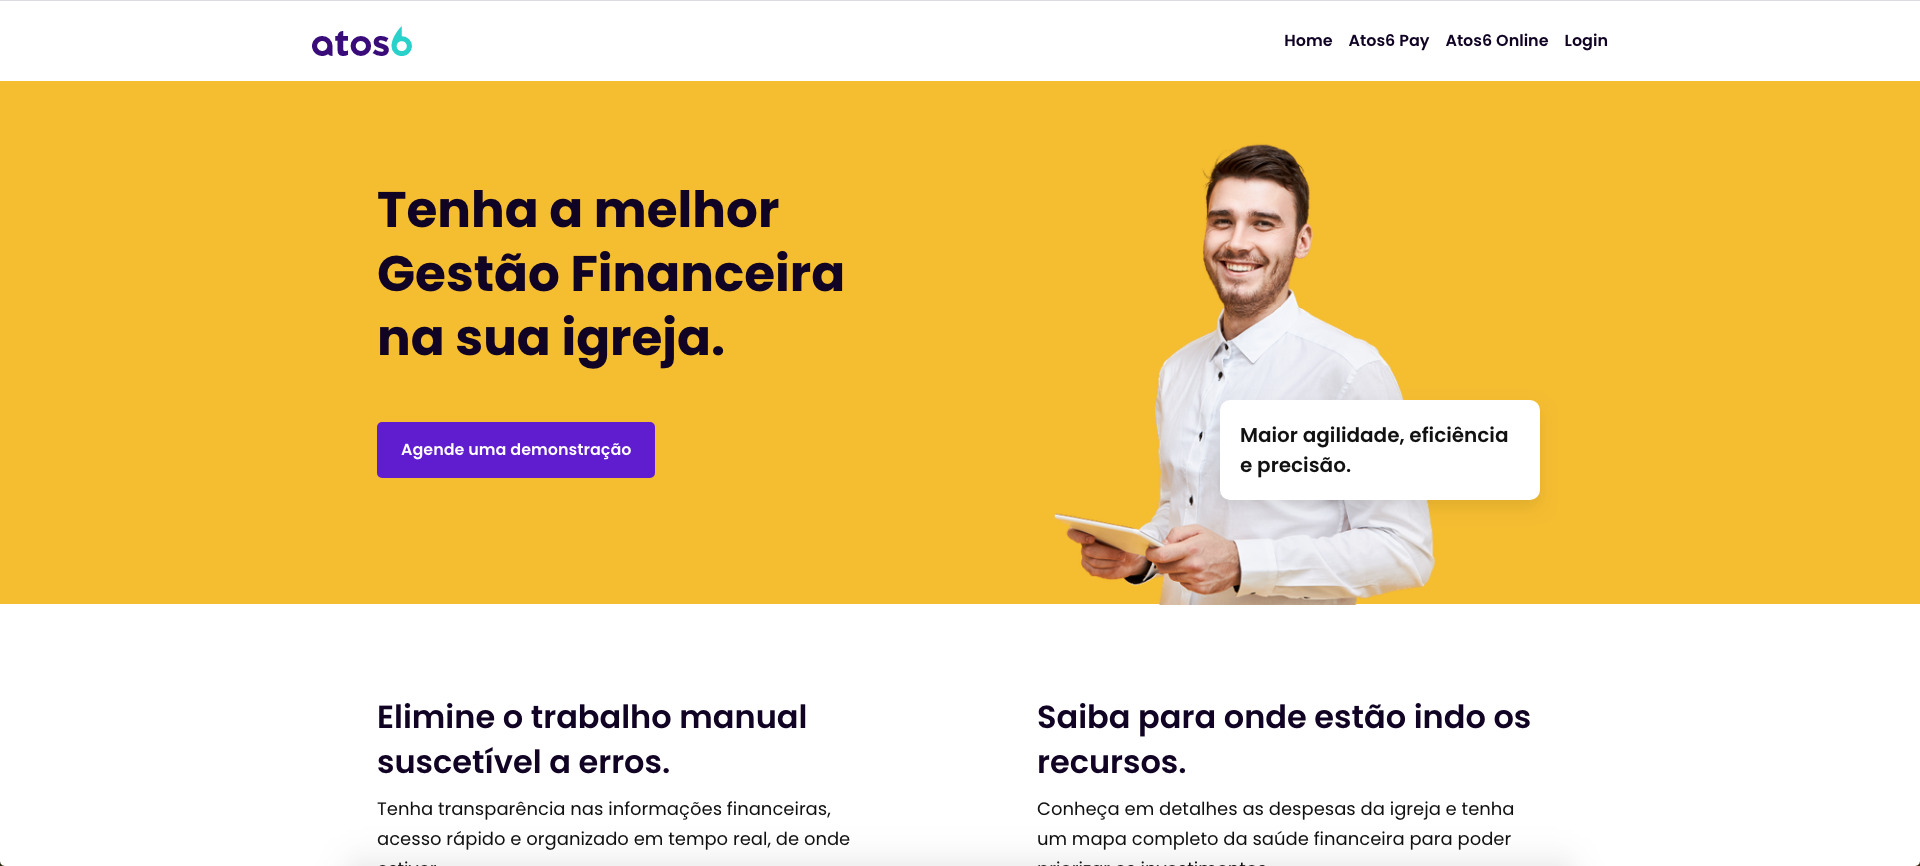 atos6
Home Atos6 Pay Atos6 Online Login
Tenha a melhor
Gestão Financeira
na sua igreja.
Agende uma demonstração
Maior agilidade, eficiência
e precisão.
Elimine o trabalho manual
suscetível a erros.
Tenha transparência nas informações financeiras,
acesso rápido e organizado em tempo real, de onde
Saiba para onde estão indo os
recursos.
Conheça em detalhes as despesas da igreja e tenha
um mapa completo da saúde financeira para poder